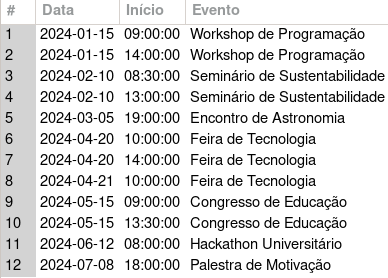 # Data Início Evento
1 2024-01-15 09:00:00 Workshop de Programação
2 2024-01-15 14:00:00 Workshop de Programação
3 2024-02-10 08:30:00 Seminário de Sustentabilidade
4 2024-02-10 13:00:00 Seminário de Sustentabilidade
5 2024-03-05 19:00:00 Encontro de Astronomia
6 2024-04-20 10:00:00 Feira de Tecnologia
7 2024-04-20 14:00:00 Feira de Tecnologia
8 2024-04-21 10:00:00 Feira de Tecnologia
9 2024-05-15 09:00:00 Congresso de Educação
10 2024-05-15 13:30:00 Congresso de Educação
11 2024-06-12 08:00:00 Hackathon Universitário
12 2024-07-08 18:00:00 Palestra de Motivação